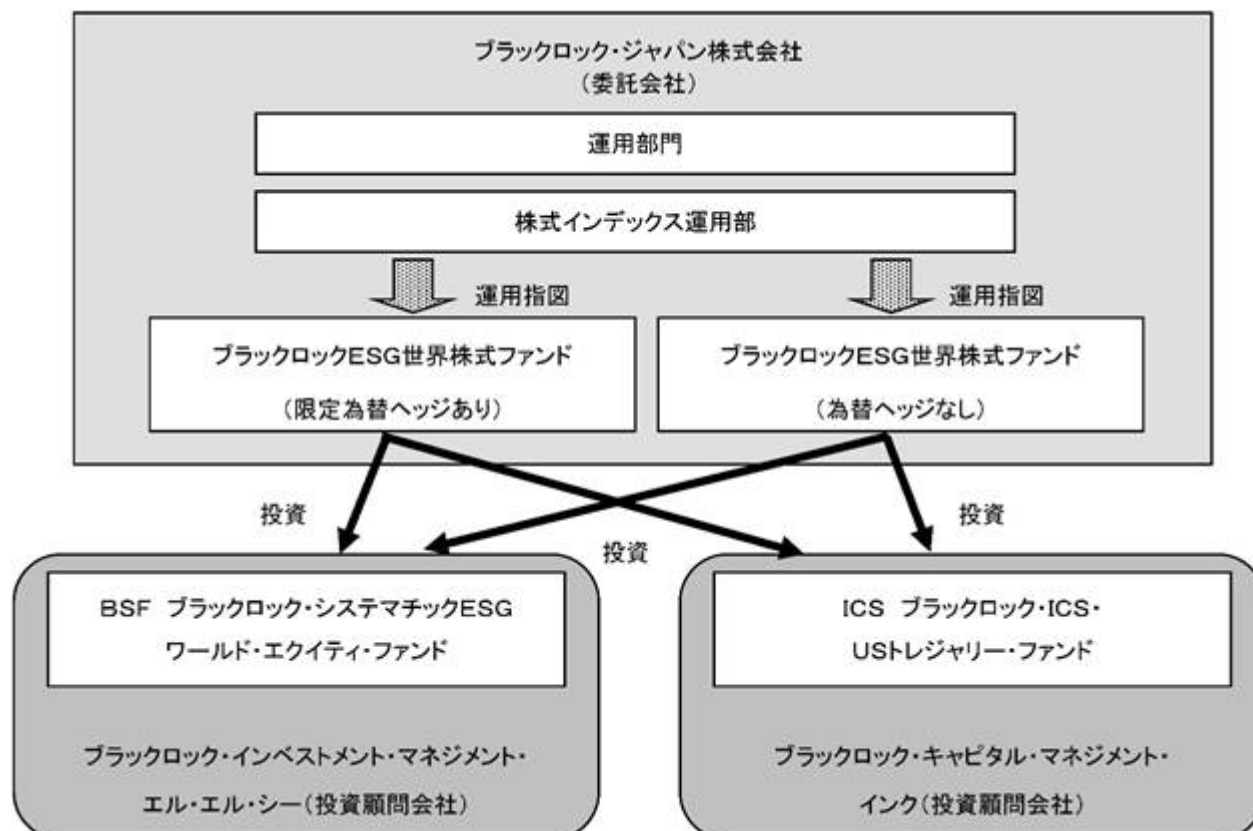 ブラックロック・ジャパン株式会社
（委託会社）
運用部門
株式インデックス運用部
運用指図
運用指図
ブラックロックESG世界株式ファンド
（限定為替ヘッジあり）
ブラックロックESG世界株式ファンド
（為替ヘッジなし）
投資
投資
投資
BSF ブラックロック・システマチックESG
ワールド・エクイティ・ファンド
ブラックロック・インベストメント・マネジメント・
エル・エル・シー（投資顧問会社）
ICS ブラックロック・ICS・
USトレジャリー・ファンド
ブラックロック・キャピタル・マネジメント・
インク（投資顧問会社）